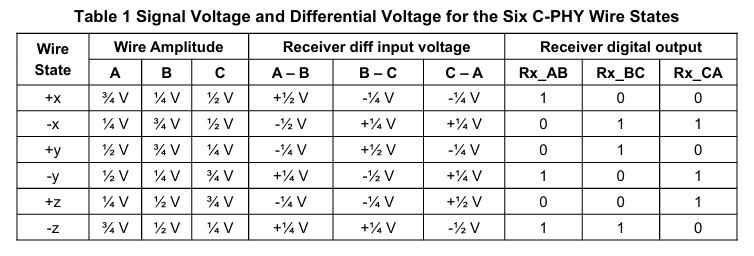 Table 1 Signal Voltage and Differential Voltage for the Six C-PHY Wire States
Wire State Wire Amplitude Receiver diff input voltage Receiver digital output
A B C A – B B – C C – A Rx_AB Rx_BC Rx_CA
+x ¾ V ¼ V ½ V +½ V -¼ V -¼ V 1 0 0
-x ¼ V ¾ V ½ V -½ V +¼ V +¼ V 0 1 1
+y ½ V ¾ V ¼ V -¼ V +½ V -¼ V 0 1 0
-y ½ V ¼ V ¾ V +¼ V -½ V +¼ V 1 0 1
+z ¼ V ½ V ¾ V -¼ V -¼ V +½ V 0 0 1
-z ¾ V ½ V ¼ V +¼ V +¼ V -½ V 1 1 0